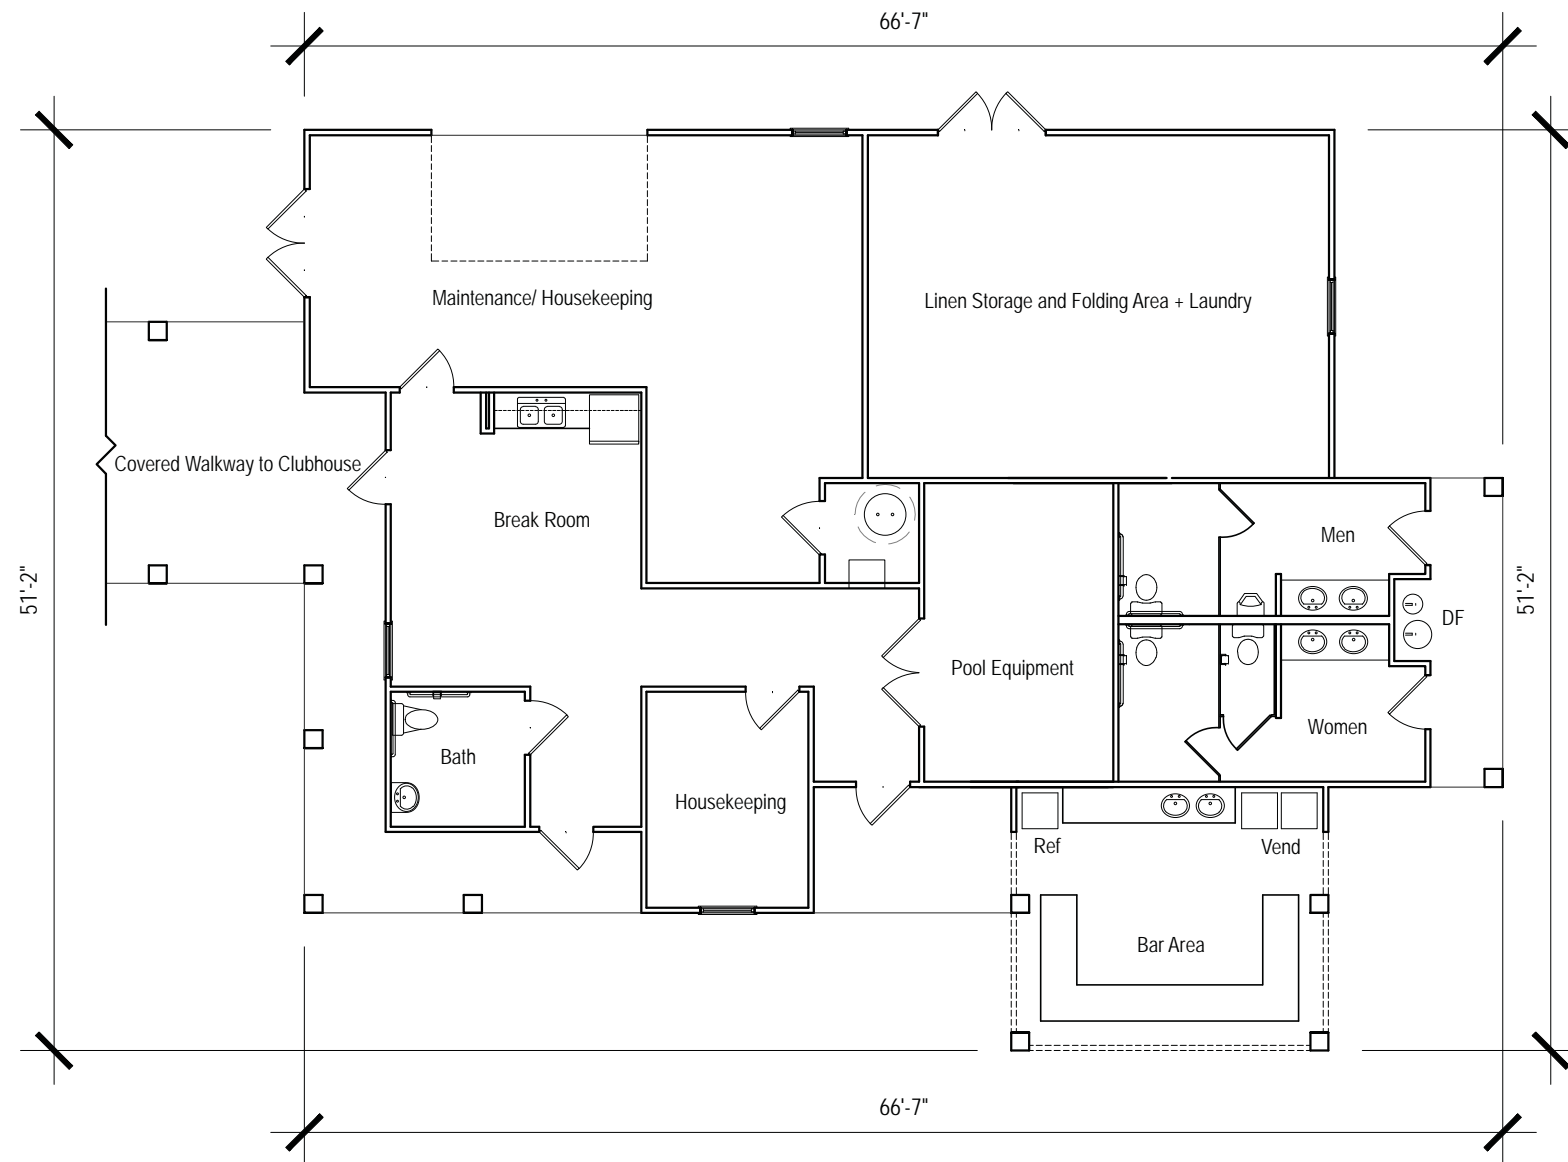 66'-7"
Maintenance/ Housekeeping
Linen Storage and Folding Area + Laundry
Covered Walkway to Clubhouse
Break Room
Men
51'-2"
51'-2"
DF
Pool Equipment
Women
Bath
Housekeeping
Ref
Vend
Bar Area
66'-7"